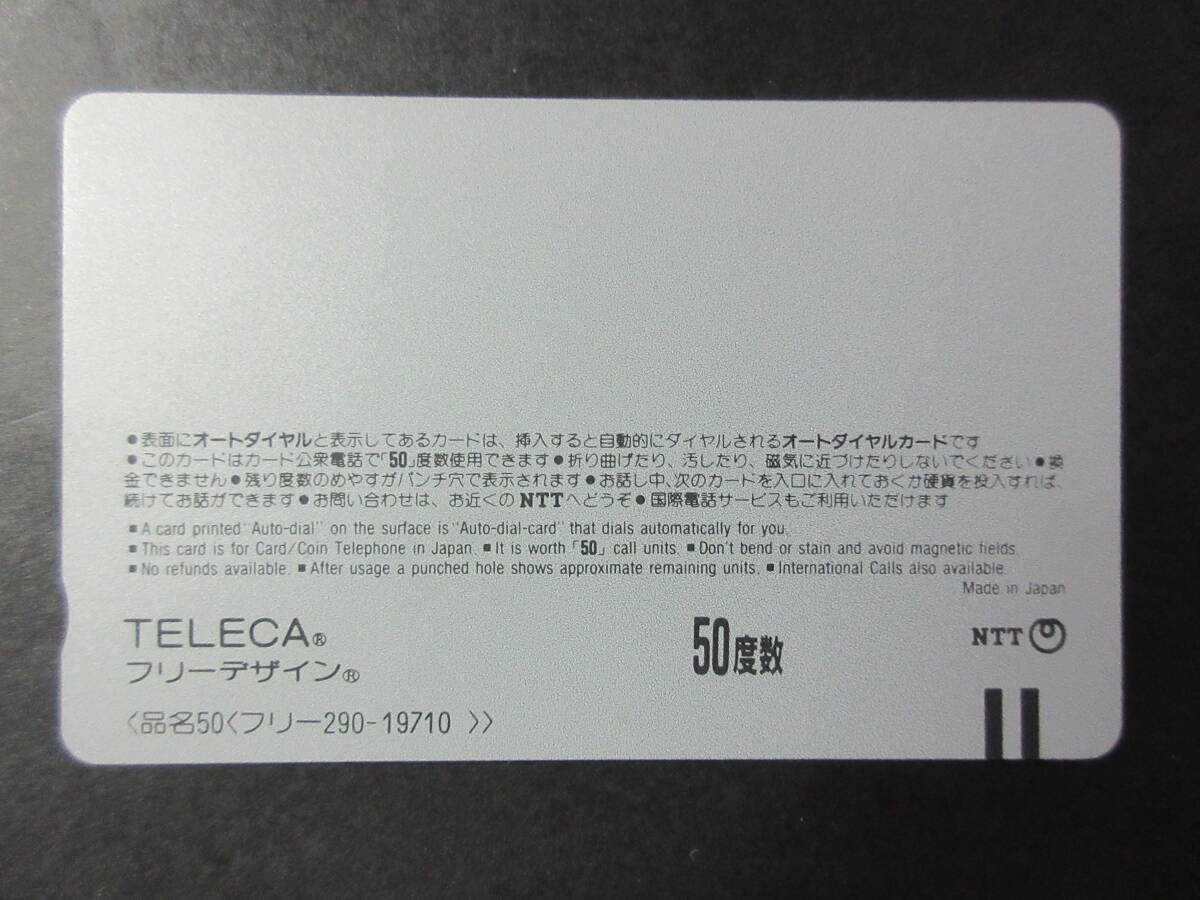 ●表面にオートダイヤルと表示してあるカードは、挿入すると自動的にダイヤルされるオートダイヤルカードです
●このカードはカード公衆電話で「50」度数使用できます●折り曲げたり、汚したり、磁気に近づけたりしないでください●換
金できません●残り度数のめやすがパンチ穴で表示されます●お話し中、次のカードを入口に入れておくか硬貨を投入すれば、
続けてお話ができます●お問い合わせは、お近くのNTTへどうぞ●国際電話サービスもご利用いただけます
■A card printed "Auto-dial" on the surface is "Auto-dial-card" that dials automatically for you.
■This card is for Card/Coin Telephone in Japan. ■It is worth「50」call units. ■Don't bend or stain and avoid magnetic fields.
■No refunds available. ■After usage a punched hole shows approximate remaining units. ■International Calls also available.
Made in Japan
TELECA®
フリーデザイン®
50度数
NTT
〈品名50〈フリー290-19710 〉〉